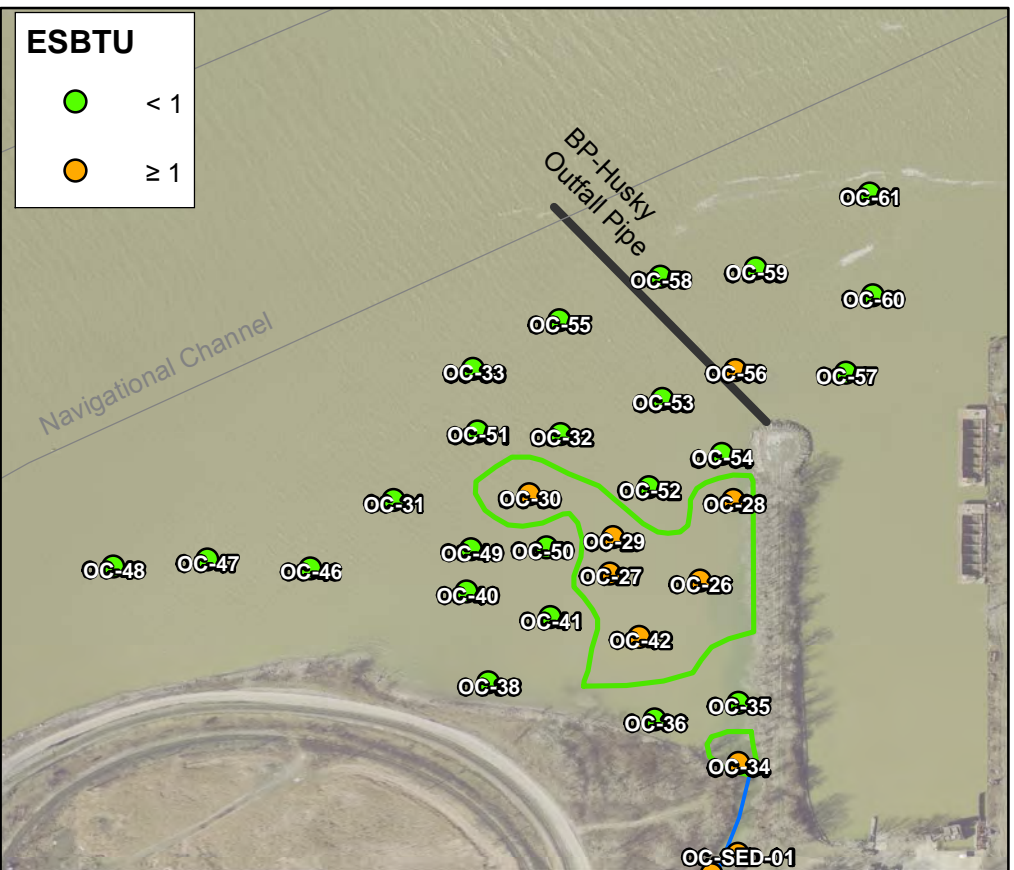 ESBTU
< 1
≥ 1
BP-Husky
Outfall Pipe
Navigational Channel
OC-61
OC-59
OC-58
OC-60
OC-55
OC-33
OC-56
OC-57
OC-53
OC-51
OC-32
OC-54
OC-52
OC-30
OC-31
OC-28
OC-29
OC-49
OC-50
OC-48
OC-47
OC-46
OC-27
OC-26
OC-40
OC-41
OC-42
OC-38
OC-35
OC-36
OC-34
OC-SED-01